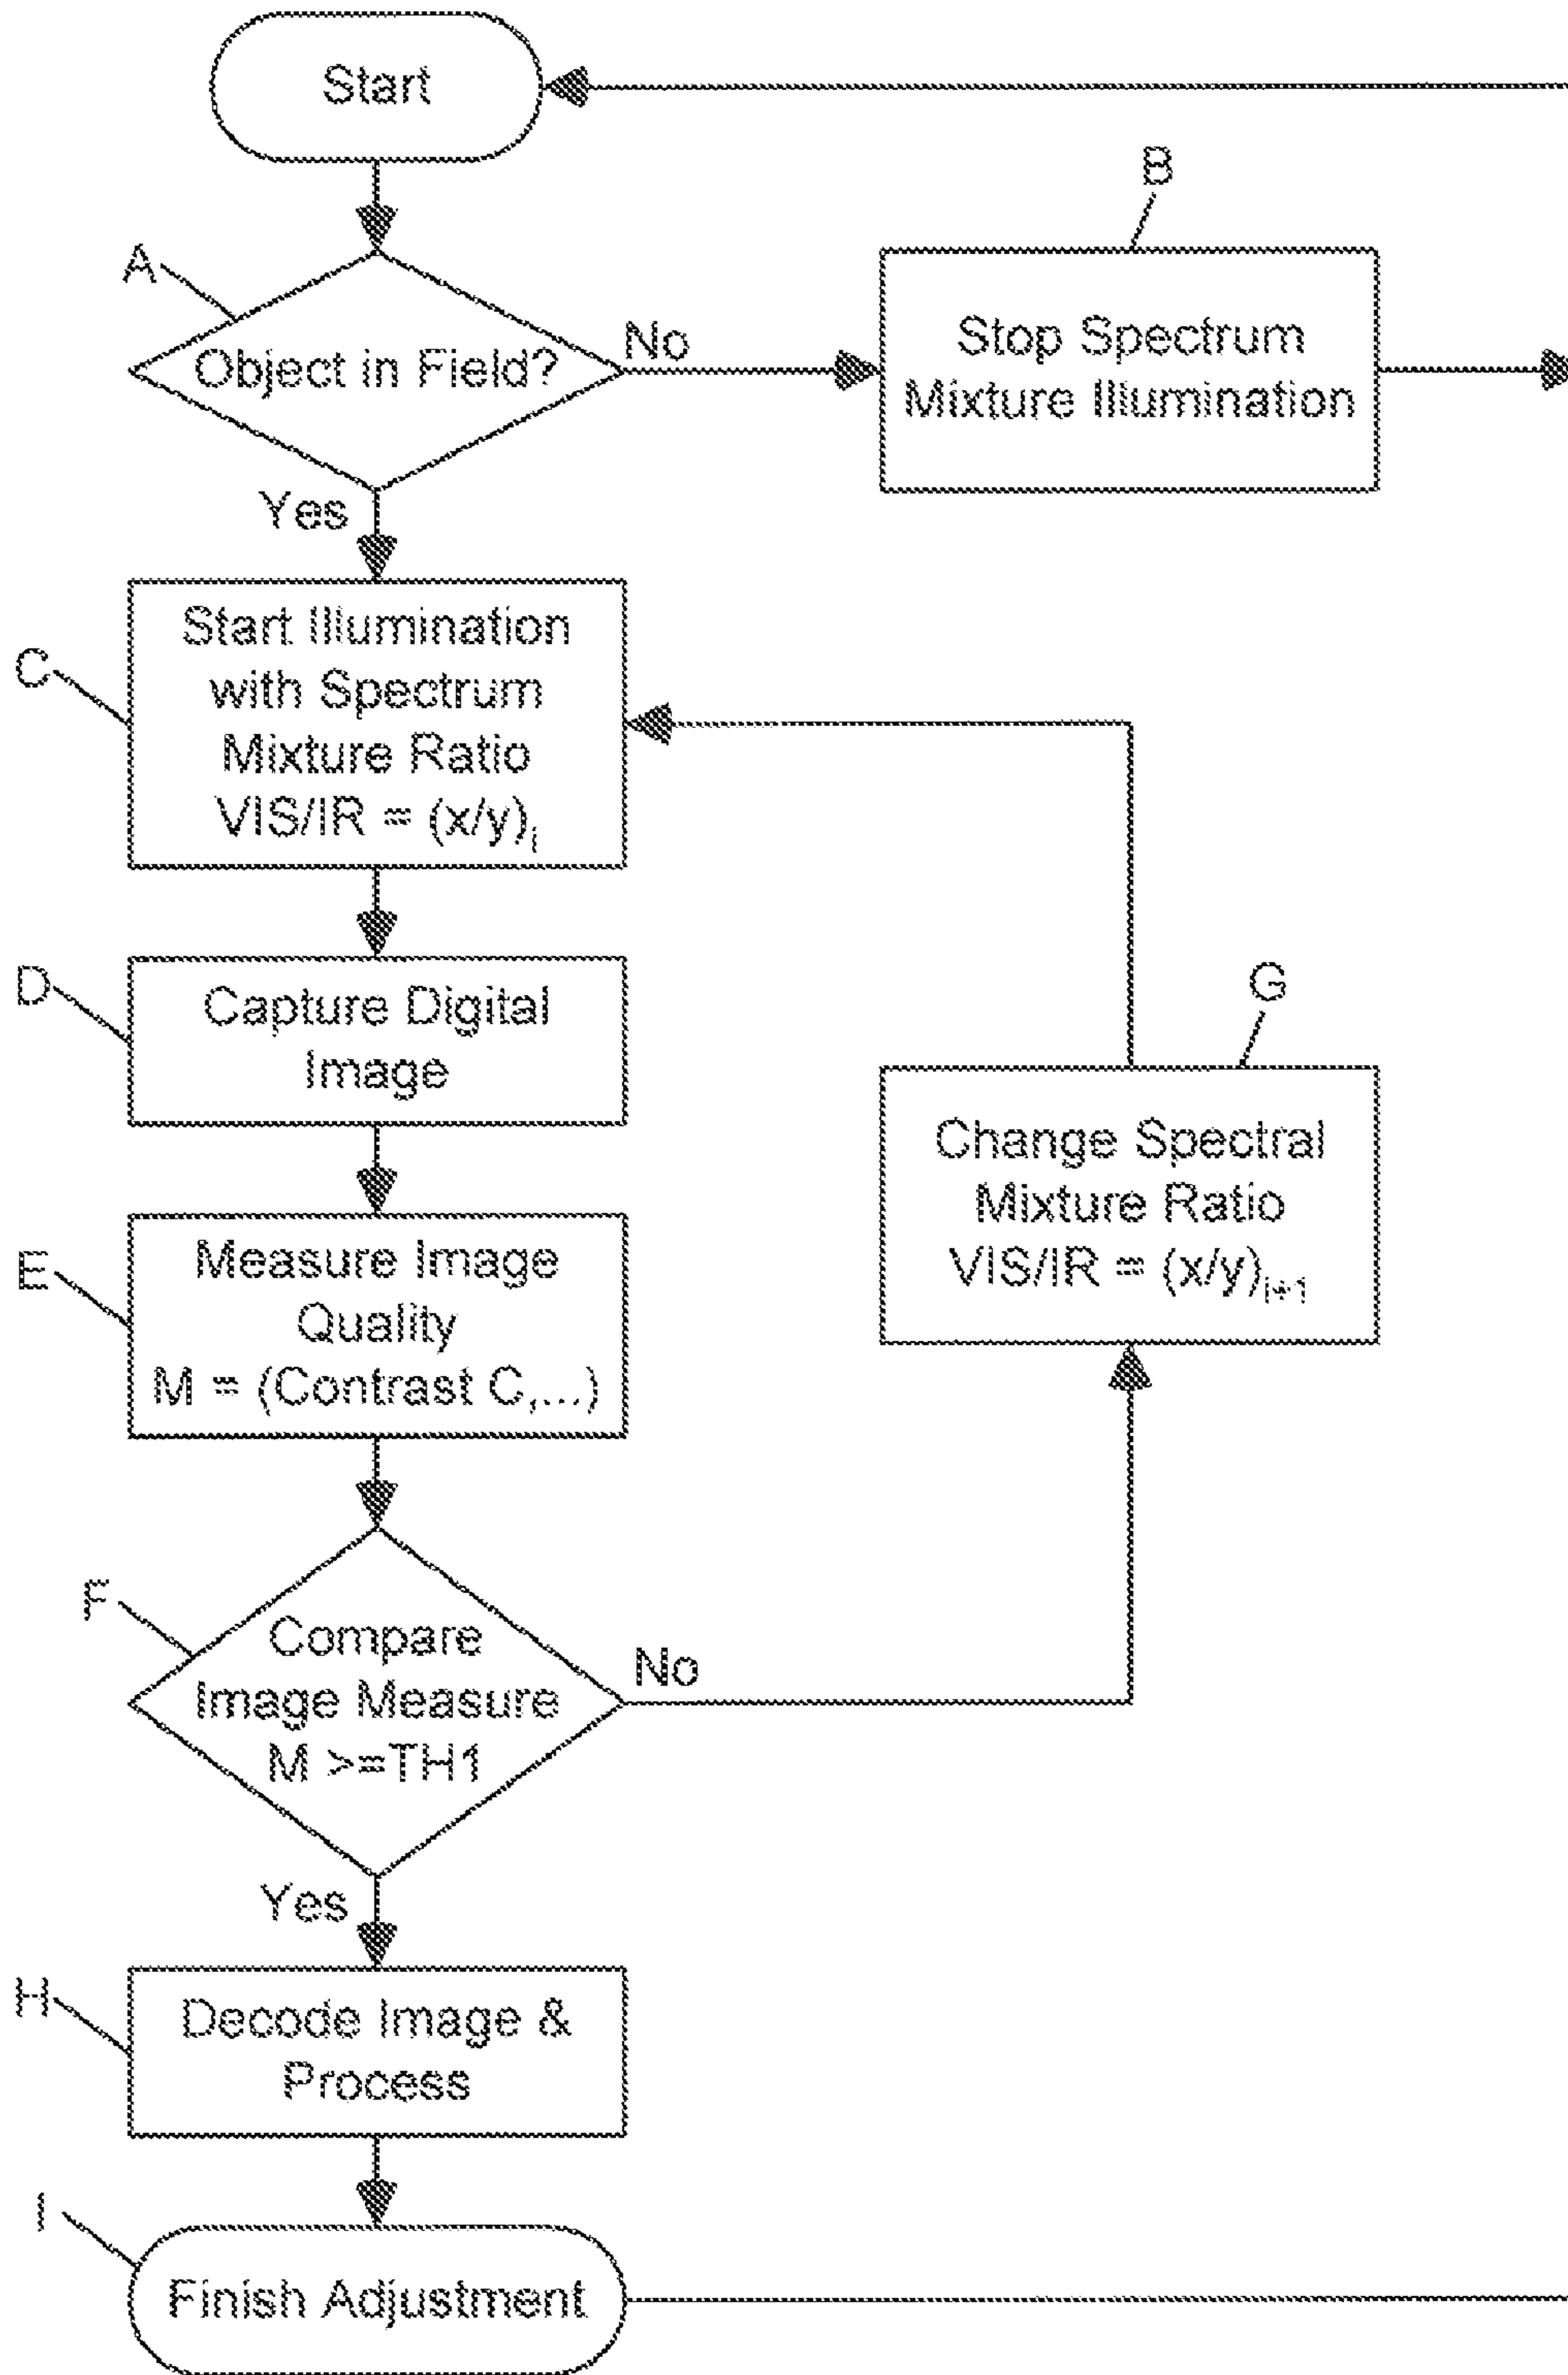 Start
A
Object in Field?
No
B
Stop Spectrum
Mixture Illumination
Yes
C
Start Illumination
with Spectrum
Mixture Ratio
VIS/IR = (x/y)i
D
Capture Digital
Image
G
Change Spectral
Mixture Ratio
VIS/IR = (x/y)i+1
E
Measure Image
Quality
M = (Contrast C,...)
F
Compare
Image Measure
M >=TH1
No
Yes
H
Decode Image &
Process
I
Finish Adjustment